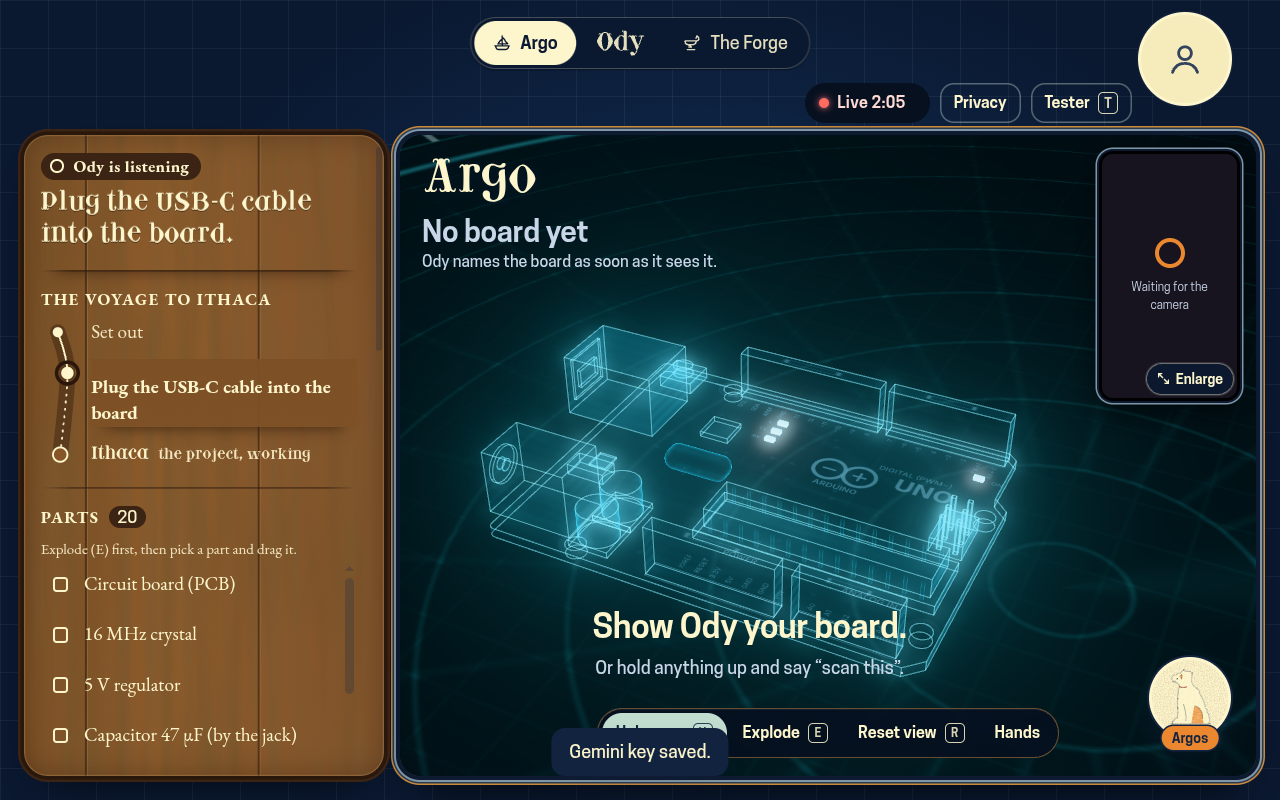 Argo
Ody
The Forge
Live 2:05
Privacy
Tester T
Ody is listening
Plug the USB-C cable
into the board.
THE VOYAGE TO ITHACA
Set out
Plug the USB-C cable into the
board
Ithaca the project, working
PARTS 20
Explode (E) first, then pick a part and drag it.
Circuit board (PCB)
16 MHz crystal
5 V regulator
Capacitor 47 µF (by the jack)
Argo
No board yet
Ody names the board as soon as it sees it.
Waiting for the
camera
Enlarge
DIGITAL (PWM~)
UNO
ARDUINO
Show Ody your board.
Or hold anything up and say “scan this”.
Explode E
Reset view R
Hands
Gemini key saved.
Argos